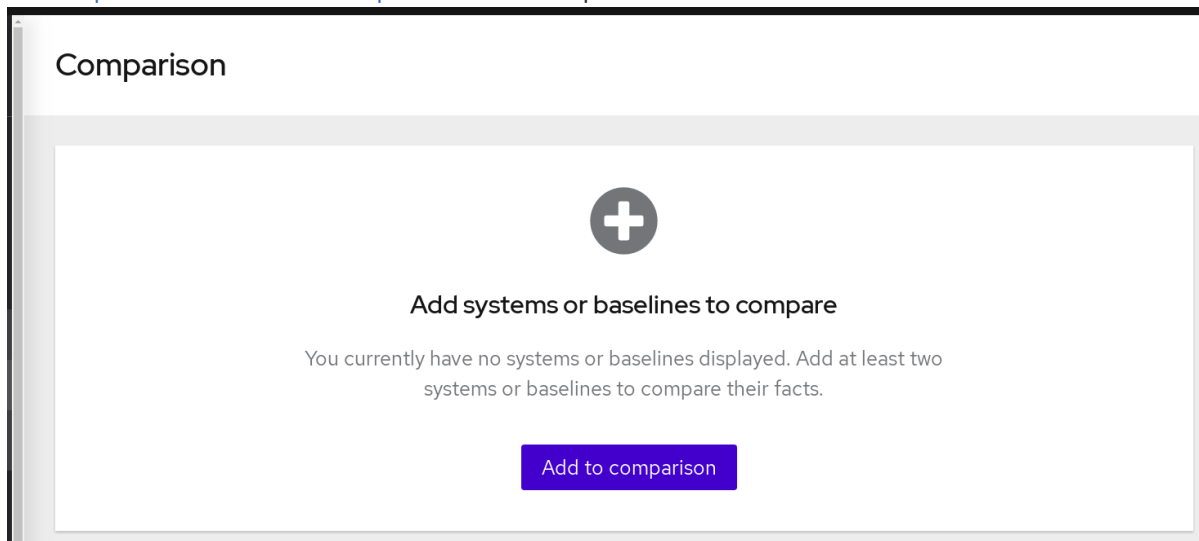 Comparison
Add systems or baselines to compare
You currently have no systems or baselines displayed. Add at least two
systems or baselines to compare their facts.
Add to comparison